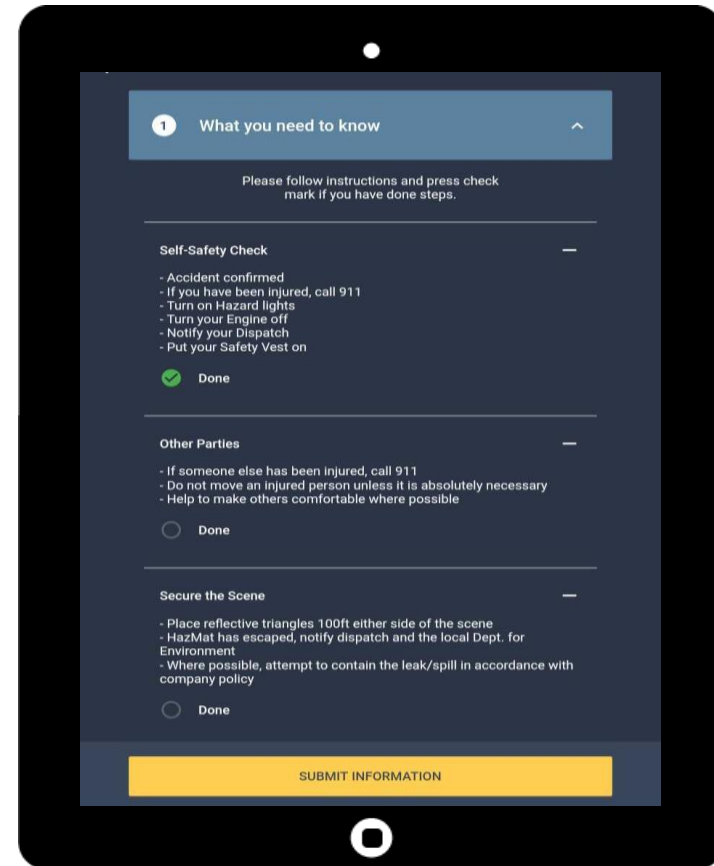 1 What you need to know
Please follow instructions and press check
mark if you have done steps.
Self-Safety Check
- Accident confirmed
- If you have been injured, call 911
- Turn on Hazard lights
- Turn your Engine off
- Notify your Dispatch
- Put your Safety Vest on
Done
Other Parties
- If someone else has been injured, call 911
- Do not move an injured person unless it is absolutely necessary
- Help to make others comfortable where possible
Done
Secure the Scene
- Place reflective triangles 100ft either side of the scene
- HazMat has escaped, notify dispatch and the local Dept. for
Environment
- Where possible, attempt to contain the leak/spill in accordance with
company policy
Done
SUBMIT INFORMATION